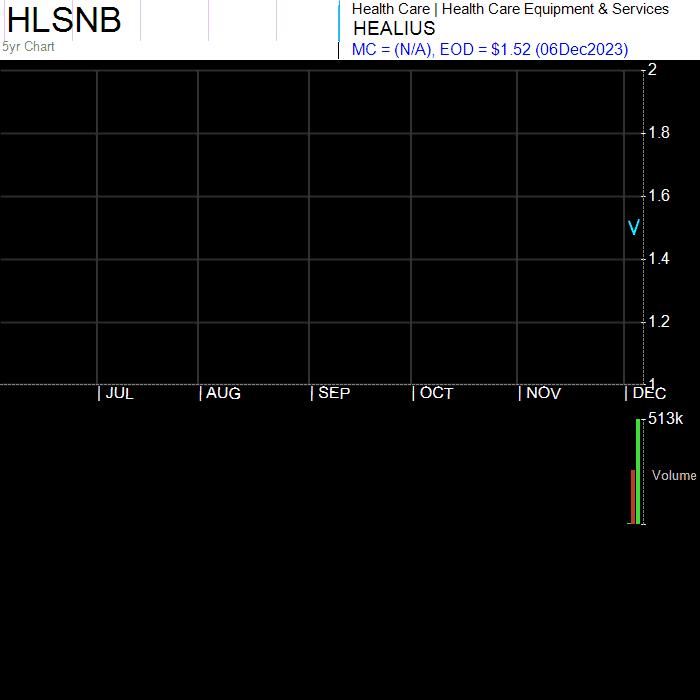 HLSNB
5yr Chart
Health Care | Health Care Equipment & Services
HEALIUS
MC = (N/A), EOD = $1.52 (06Dec2023)
2
1.8
1.6
1.4
1.2
1
| JUL | AUG | SEP | OCT | NOV | DEC
513k
Volume